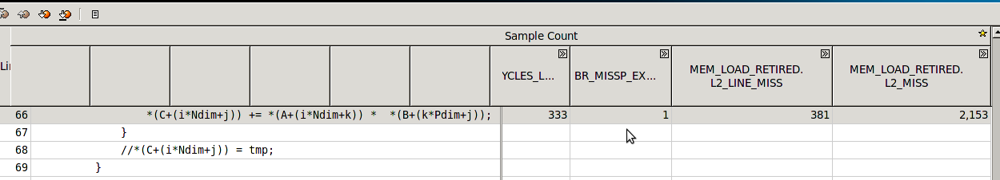 Sample Count
Li
YCLES_L...
BR_MISSP_EX...
MEM_LOAD_RETIRED.
L2_LINE_MISS
MEM_LOAD_RETIRED.
L2_MISS
66 *(C+(i*Ndim+j)) += *(A+(i*Ndim+k)) * *(B+(k*Pdim+j)); 333 1 381 2,153
67 }
68 //*(C+(i*Ndim+j)) = tmp;
69 }